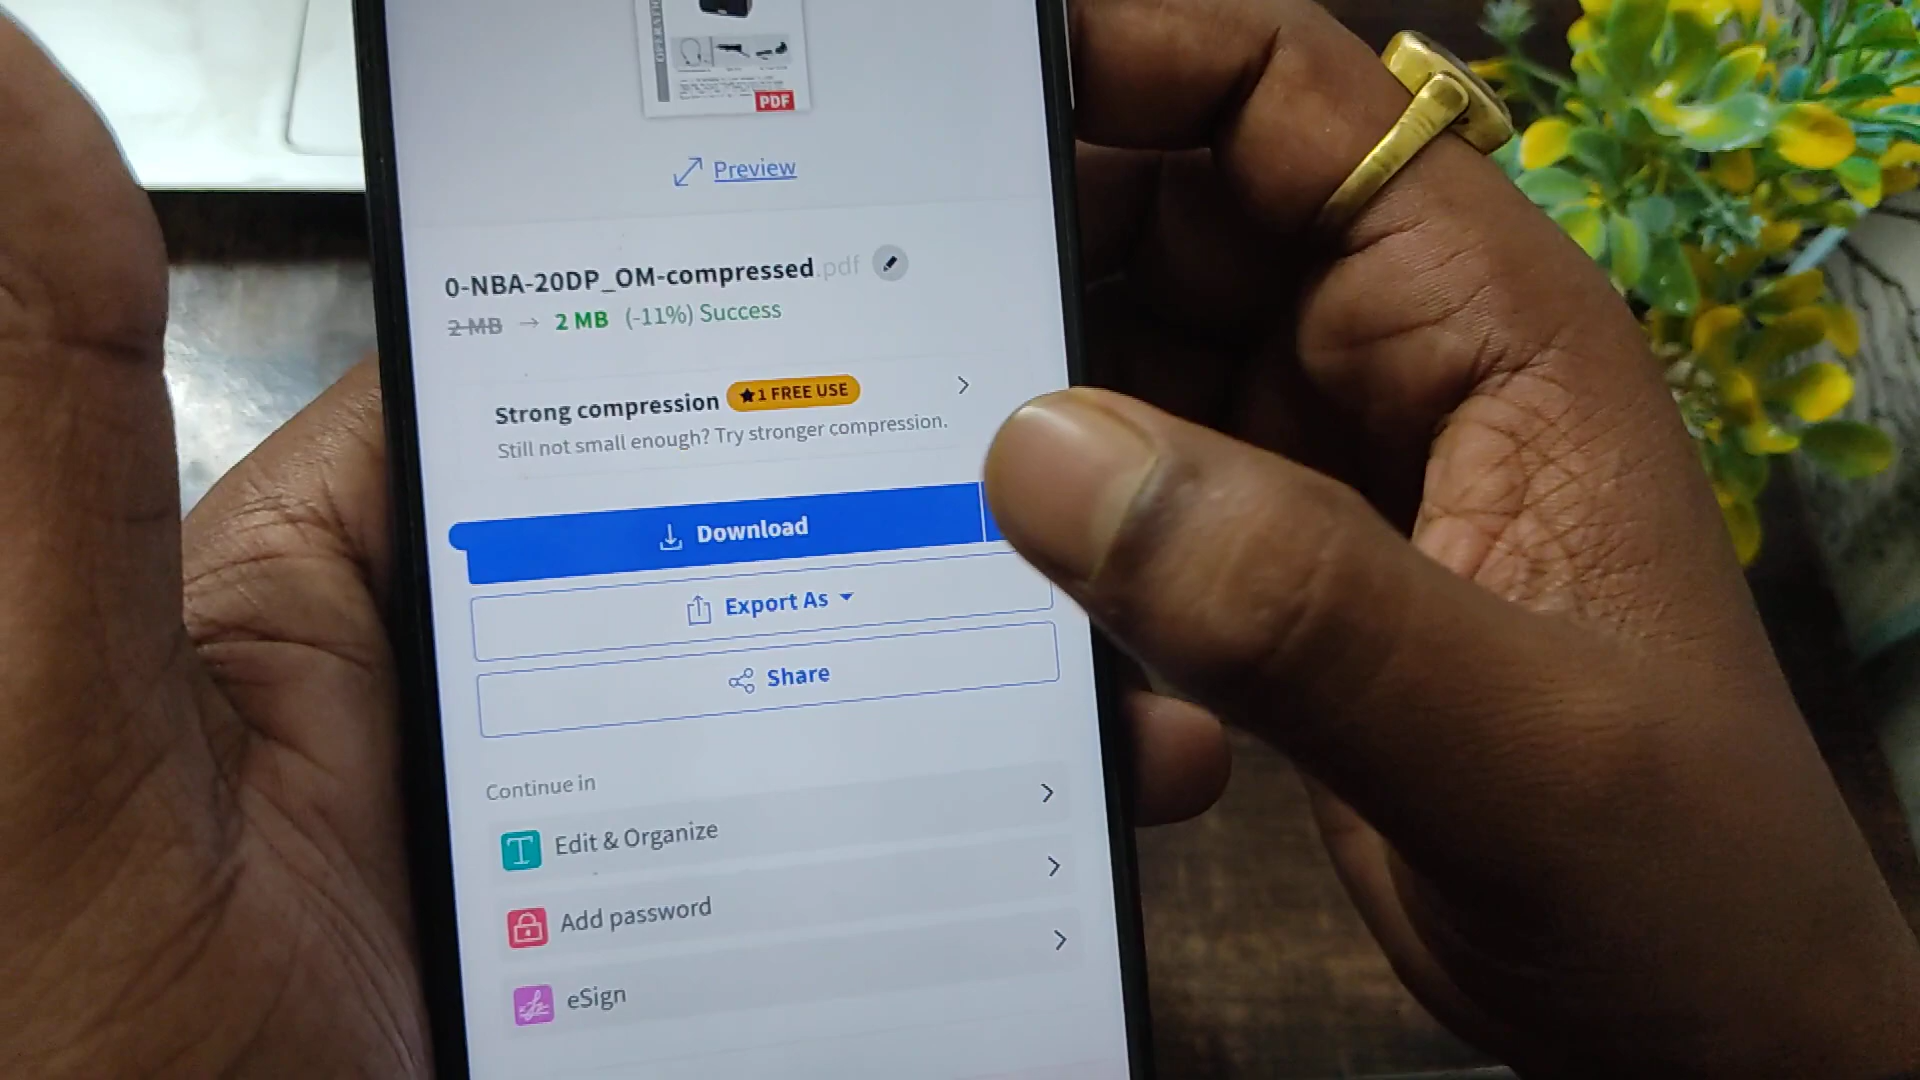 PDF
Preview
0-NBA-20DP_OM-compressed.pdf
2 MB → 2 MB (-11%) Success
Strong compression ★1 FREE USE
Still not small enough? Try stronger compression.
Download
Export As
Share
Continue in
Edit & Organize
Add password
eSign